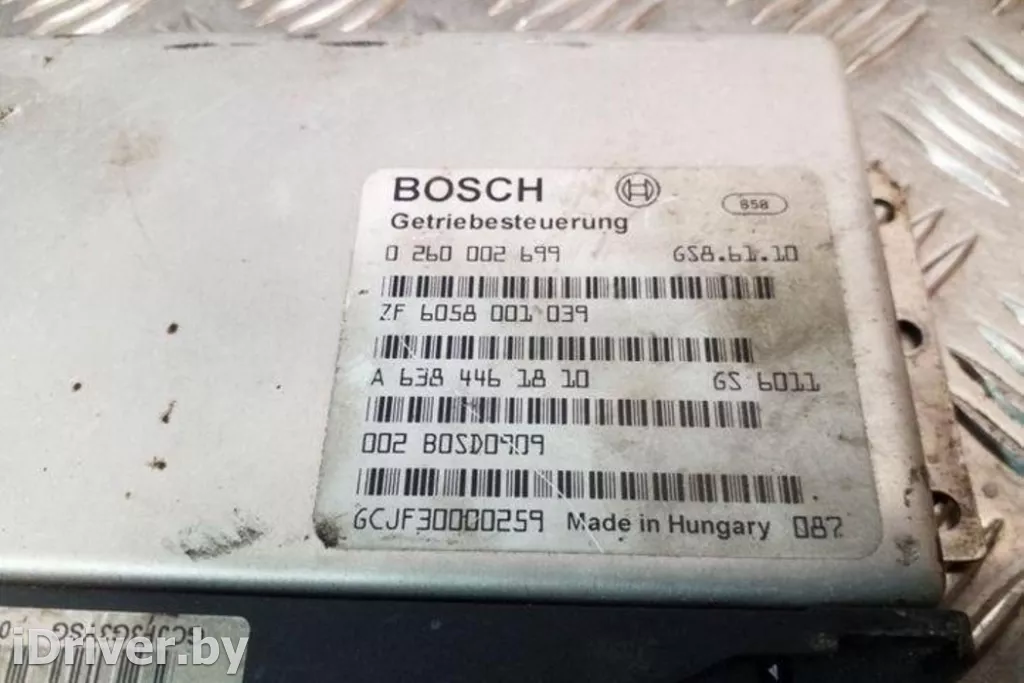 BOSCH
858
Getriebesteuerung
0 260 002 699 GS8.61.10
ZF 6058 001 039
A 638 446 18 10 GS 6011
002 BOSD0909
GCJF30000259 Made in Hungary 087
iDriver.by